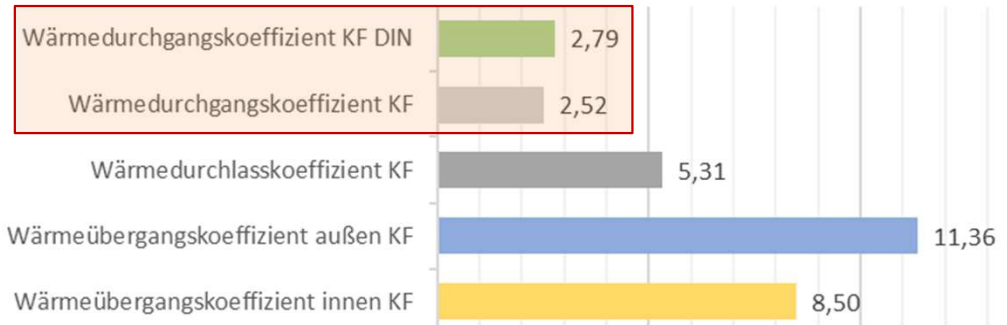 Wärmedurchgangskoeffizient KF DIN 2,79
Wärmedurchgangskoeffizient KF 2,52
Wärmedurchlasskoeffizient KF 5,31
Wärmeübergangskoeffizient außen KF 11,36
Wärmeübergangskoeffizient innen KF 8,50